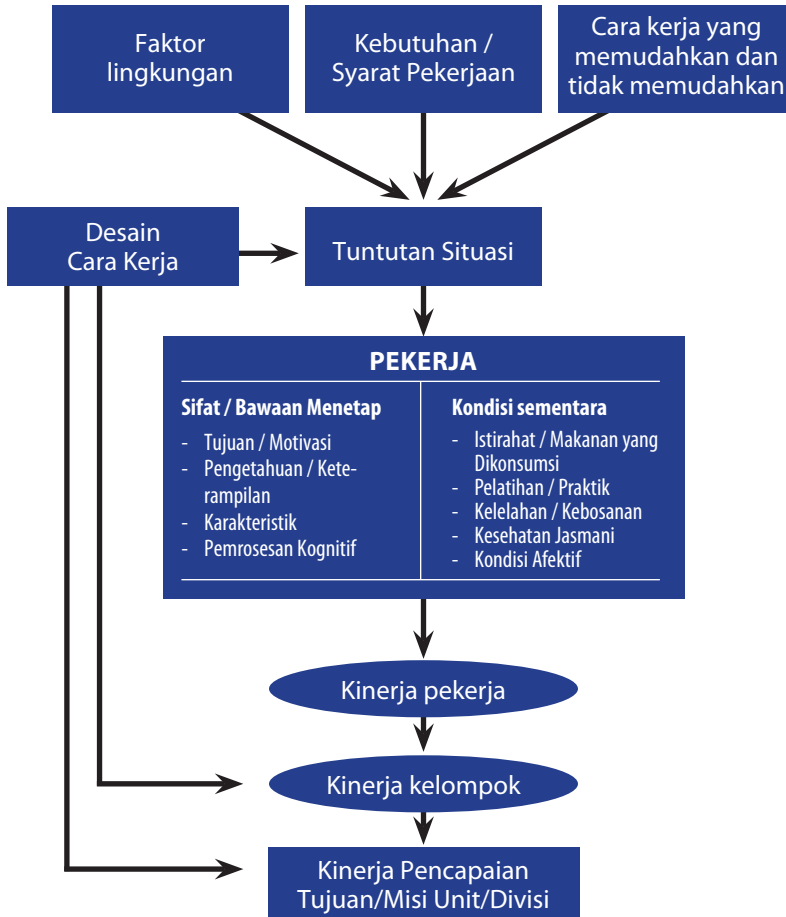 Faktor
lingkungan
Kebutuhan /
Syarat Pekerjaan
Cara kerja yang
memudahkan dan
tidak memudahkan
Desain
Cara Kerja
Tuntutan Situasi
PEKERJA
Sifat / Bawaan Menetap
- Tujuan / Motivasi
- Pengetahuan / Kete-
rampilan
- Karakteristik
- Pemrosesan Kognitif
Kondisi sementara
- Istirahat / Makanan yang
Dikonsumsi
- Pelatihan / Praktik
- Kelelahan / Kebosanan
- Kesehatan Jasmani
- Kondisi Afektif
Kinerja pekerja
Kinerja kelompok
Kinerja Pencapaian
Tujuan/Misi Unit/Divisi